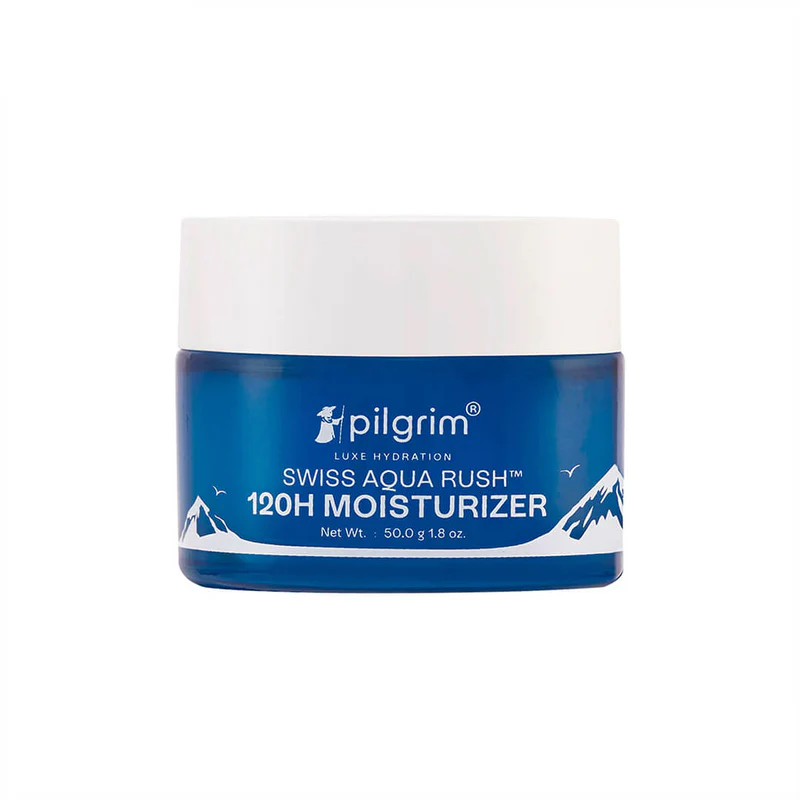 pilgrim®
LUXE HYDRATION
SWISS AQUA RUSH™
120H MOISTURIZER
Net Wt. : 50.0 g 1.8 oz.